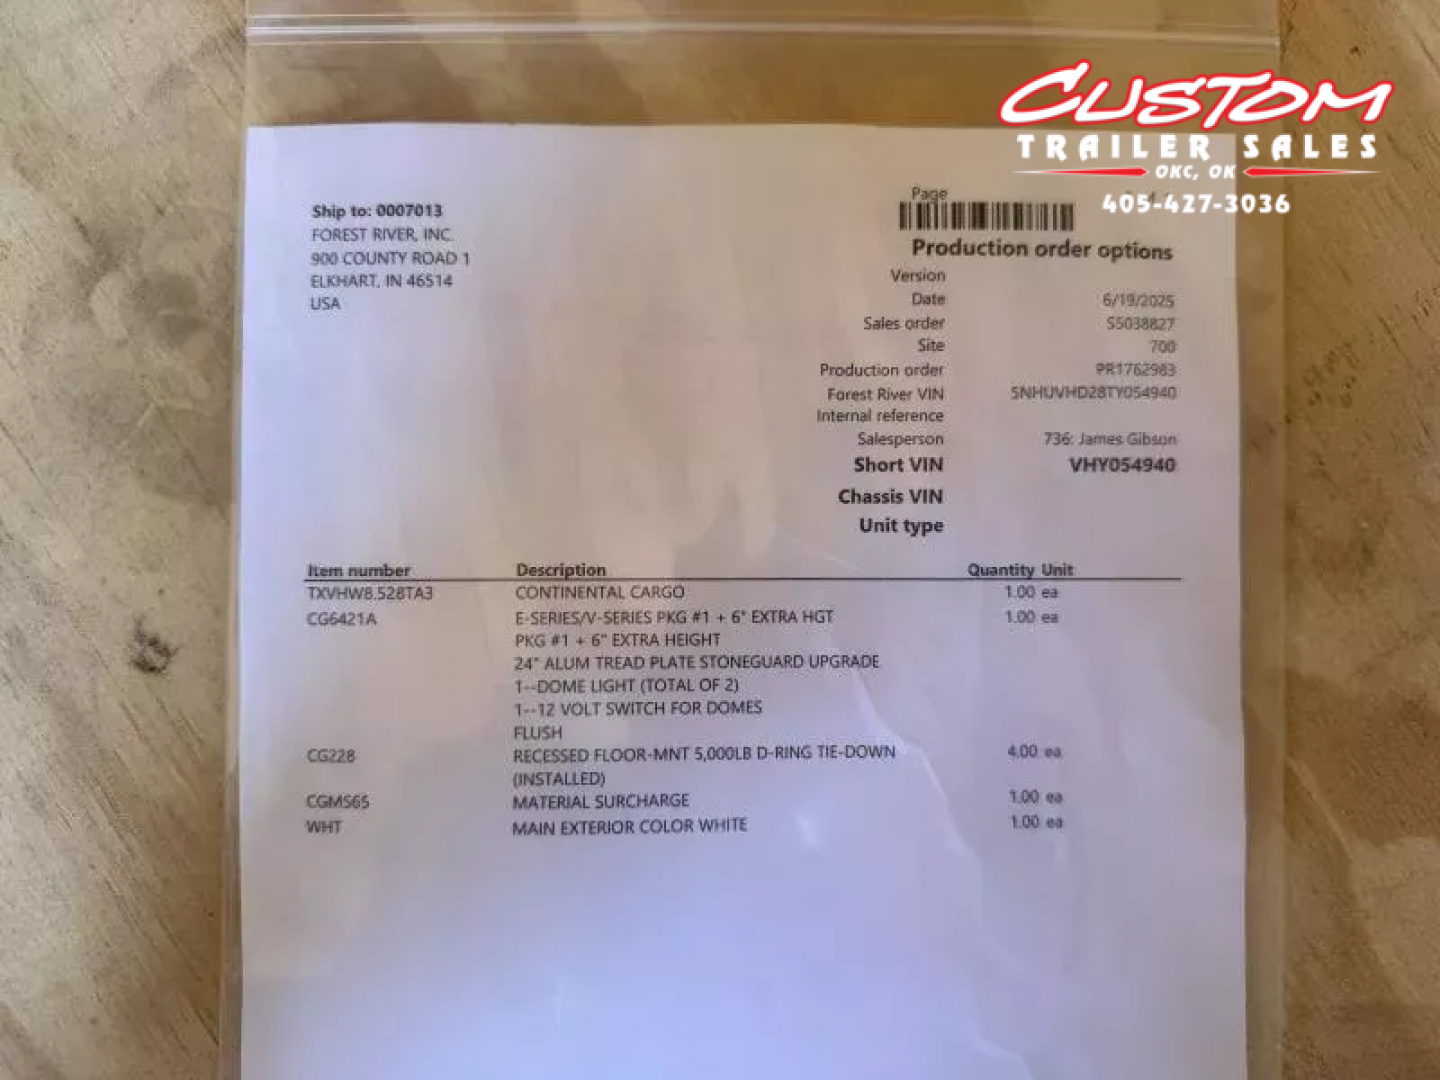 CUSTOM
TRAILER SALES
OKC, OK
405-427-3036
Page
Ship to: 0007013
FOREST RIVER, INC.
900 COUNTY ROAD 1
ELKHART, IN 46514
USA
Production order options
Version
Date 6/19/2025
Sales order S5038827
Site 700
Production order PR1762983
Forest River VIN 5NHUVHD28TY054940
Internal reference
Salesperson 736: James Gibson
Short VIN VHY054940
Chassis VIN
Unit type
Item number Description Quantity Unit
TXVHW8.528TA3 CONTINENTAL CARGO 1.00 ea
CG6421A E-SERIES/V-SERIES PKG #1 + 6" EXTRA HGT 1.00 ea
PKG #1 + 6" EXTRA HEIGHT
24" ALUM TREAD PLATE STONEGUARD UPGRADE
1--DOME LIGHT (TOTAL OF 2)
1--12 VOLT SWITCH FOR DOMES
FLUSH
CG228 RECESSED FLOOR-MNT 5,000LB D-RING TIE-DOWN 4.00 ea
(INSTALLED)
CGMS65 MATERIAL SURCHARGE 1.00 ea
WHT MAIN EXTERIOR COLOR WHITE 1.00 ea